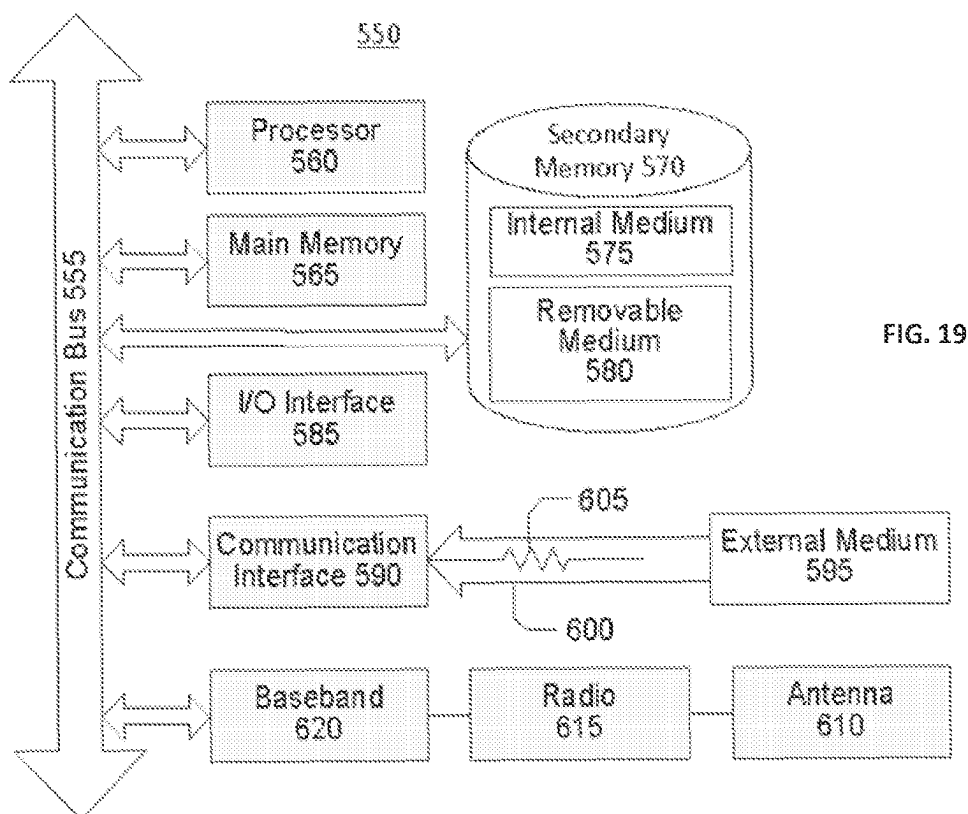 550
Communication Bus 555
Processor
560
Secondary
Memory 570
Internal Medium
575
Removable
Medium
580
Main Memory
565
FIG. 19
I/O Interface
585
605
Communication
Interface 590
External Medium
595
600
Baseband
620
Radio
615
Antenna
610